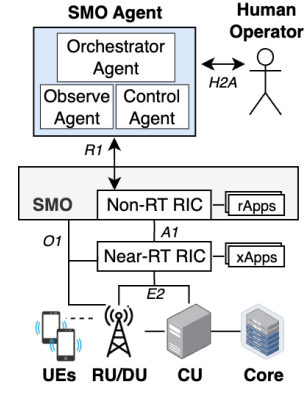 SMO Agent
Human
Operator
Orchestrator
Agent
H2A
Observe
Agent
Control
Agent
R1
SMO
Non-RT RIC
rApps
O1
A1
Near-RT RIC
xApps
E2
UEs
RU/DU
CU
Core